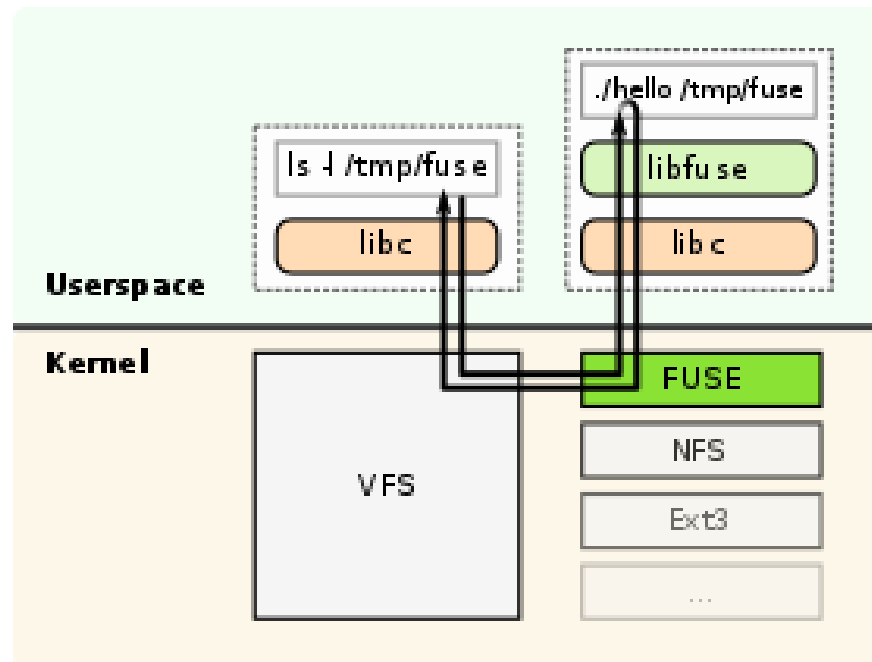 ./hello /tmp/fuse
ls -l /tmp/fuse
libfuse
libc
libc
Userspace
Kernel
FUSE
NFS
VFS
Ext3
...